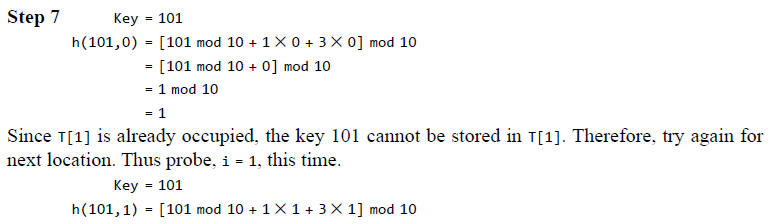 Step 7 Key = 101
h(101,0) = [101 mod 10 + 1 × 0 + 3 × 0] mod 10
= [101 mod 10 + 0] mod 10
= 1 mod 10
= 1
Since T[1] is already occupied, the key 101 cannot be stored in T[1]. Therefore, try again for
next location. Thus probe, i = 1, this time.
Key = 101
h(101,1) = [101 mod 10 + 1 × 1 + 3 × 1] mod 10